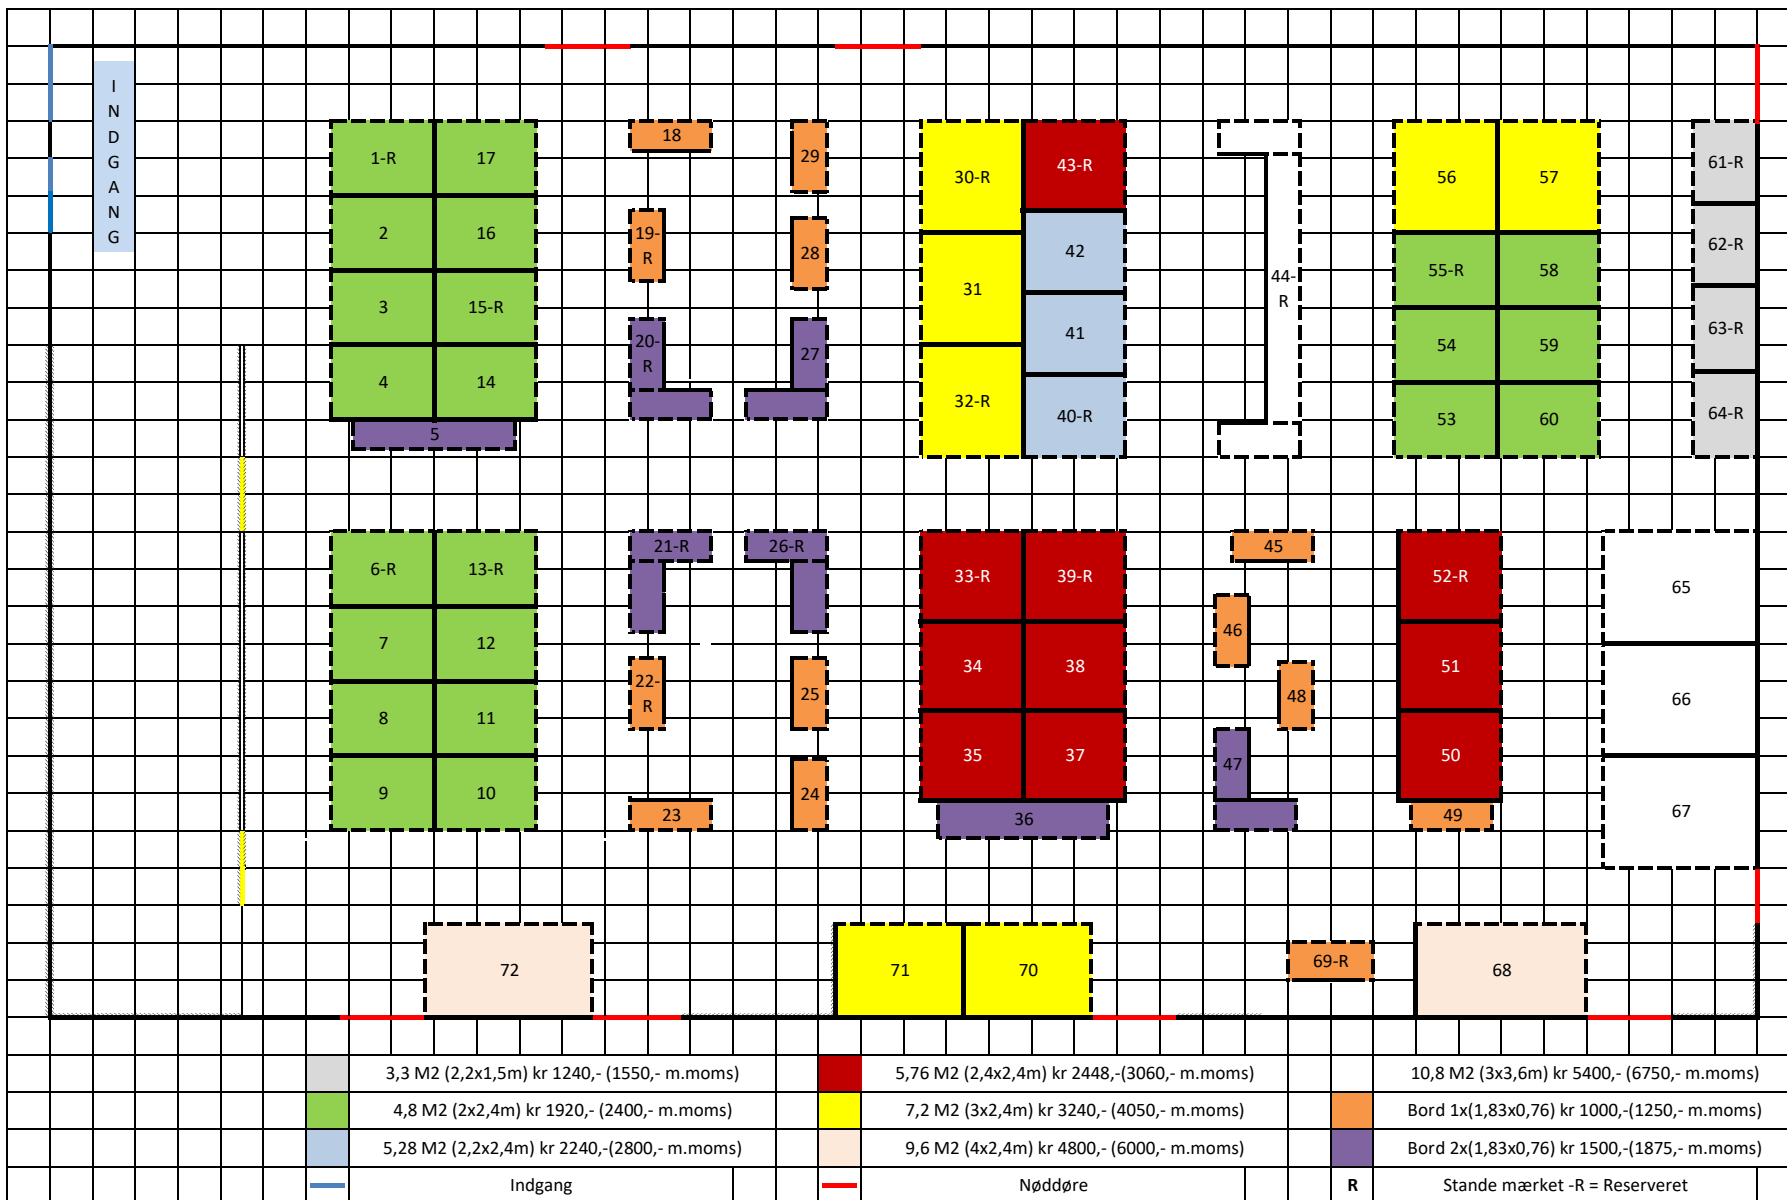 I
N
D
G
A
N
G
1-R 17 18 29 30-R 43-R 56 57 61-R
2 16 19-
R 28 42 62-R
3 15-R 31 44-
R 55-R 58
20-
R 27 41 54 59 63-R
4 14 32-R 40-R 53 60 64-R
5
6-R 13-R 21-R 26-R 33-R 39-R 45 52-R 65
7 12 46
22-
R 25 34 38 48 51 66
8 11
35 37 47 50
9 10 24 67
23 36 49
72 71 70 69-R 68
3,3 M2 (2,2x1,5m) kr 1240,- (1550,- m.moms) 5,76 M2 (2,4x2,4m) kr 2448,-(3060,- m.moms) 10,8 M2 (3x3,6m) kr 5400,- (6750,- m.moms)
4,8 M2 (2x2,4m) kr 1920,- (2400,- m.moms) 7,2 M2 (3x2,4m) kr 3240,- (4050,- m.moms) Bord 1x(1,83x0,76) kr 1000,-(1250,- m.moms)
5,28 M2 (2,2x2,4m) kr 2240,-(2800,- m.moms) 9,6 M2 (4x2,4m) kr 4800,- (6000,- m.moms) Bord 2x(1,83x0,76) kr 1500,-(1875,- m.moms)
Indgang Nøddøre R Stande mærket -R = Reserveret